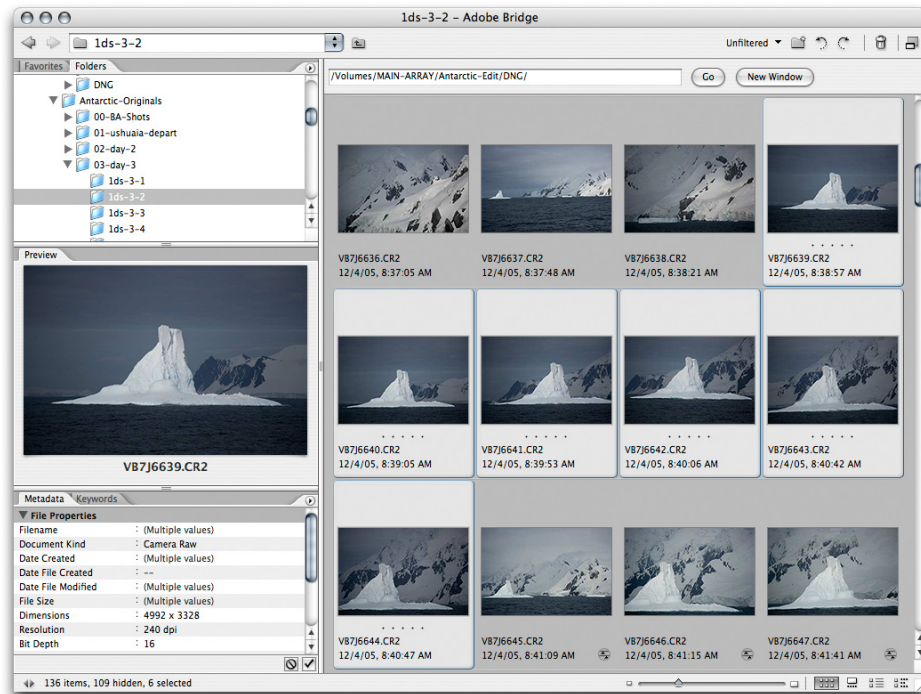 1ds-3-2 – Adobe Bridge
1ds-3-2
Unfiltered
Favorites Folders
DNG
Antarctic-Originals
00-BA-Shots
01-ushuaia-depart
02-day-2
03-day-3
1ds-3-1
1ds-3-2
1ds-3-3
1ds-3-4
/Volumes/MAIN-ARRAY/Antarctic-Edit/DNG/
Go
New Window
Preview
VB7J6639.CR2
Metadata Keywords
File Properties
Filename : (Multiple values)
Document Kind : Camera Raw
Date Created : (Multiple values)
Date File Created : --
Date File Modified : (Multiple values)
File Size : (Multiple values)
Dimensions : 4992 x 3328
Resolution : 240 dpi
Bit Depth : 16
VB7J6636.CR2
12/4/05, 8:37:05 AM
VB7J6637.CR2
12/4/05, 8:37:48 AM
VB7J6638.CR2
12/4/05, 8:38:21 AM
VB7J6639.CR2
12/4/05, 8:38:57 AM
VB7J6640.CR2
12/4/05, 8:39:05 AM
VB7J6641.CR2
12/4/05, 8:39:53 AM
VB7J6642.CR2
12/4/05, 8:40:06 AM
VB7J6643.CR2
12/4/05, 8:40:42 AM
VB7J6644.CR2
12/4/05, 8:40:47 AM
VB7J6645.CR2
12/4/05, 8:41:09 AM
VB7J6646.CR2
12/4/05, 8:41:15 AM
VB7J6647.CR2
12/4/05, 8:41:41 AM
136 items, 109 hidden, 6 selected